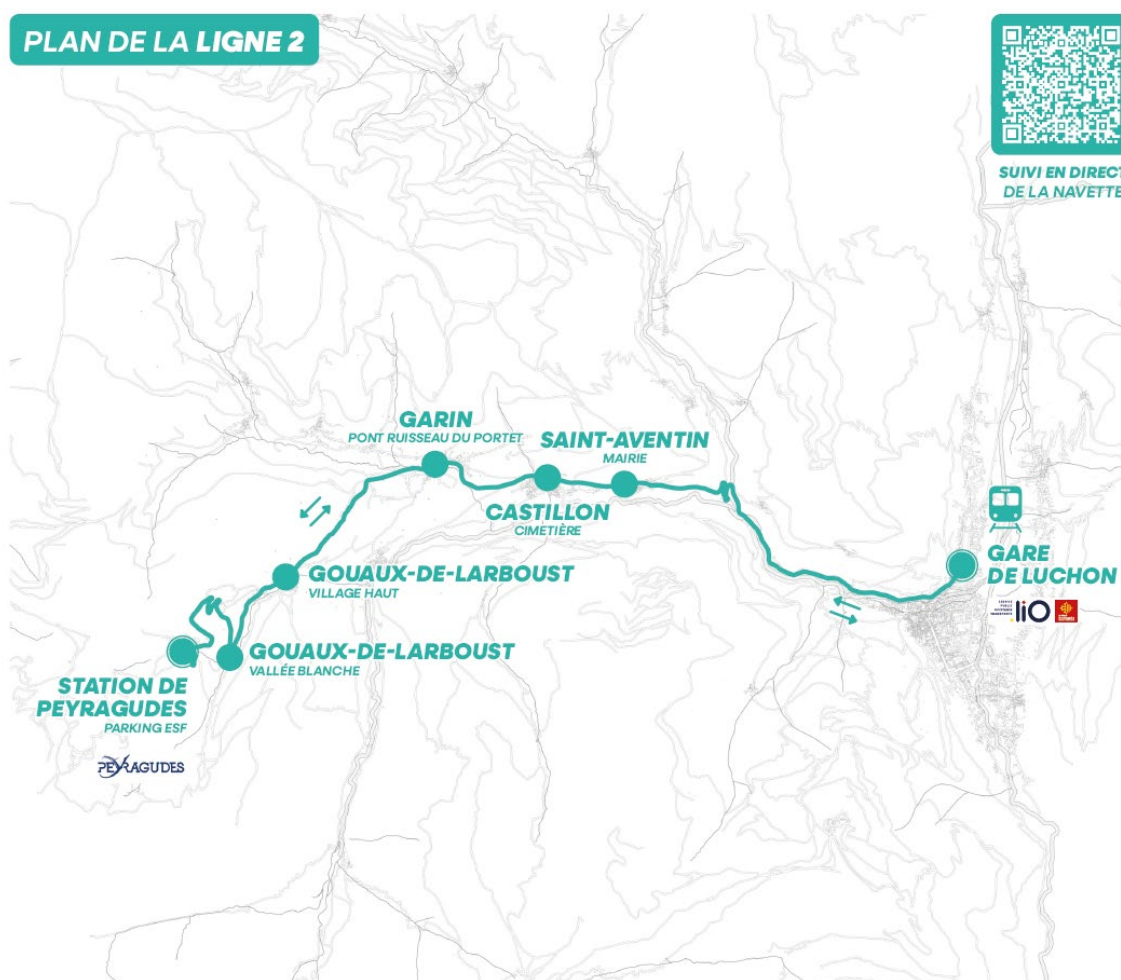 PLAN DE LA LIGNE 2
SUIVI EN DIRECT
DE LA NAVETTE
GARIN
PONT RUISSEAU DU PORTET
SAINT-AVENTIN
MAIRIE
CASTILLON
CIMETIÈRE
GARE
DE LUCHON
liO
GOUAUX-DE-LARBOUST
VILLAGE HAUT
GOUAUX-DE-LARBOUST
VALLÉE BLANCHE
STATION DE
PEYRAGUDES
PARKING ESF
PEYRAGUDES